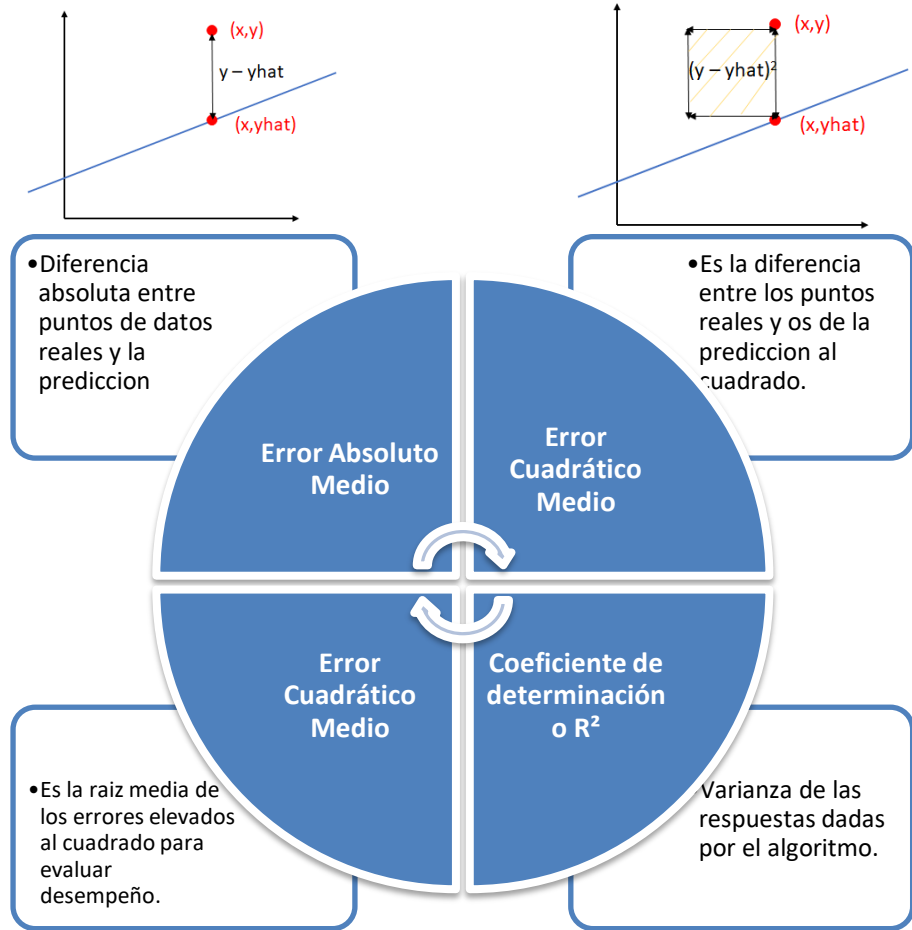 (x,y)
y – yhat
(x,yhat)
(x,y)
(y – yhat)²
(x,yhat)
•Diferencia
absoluta entre
puntos de datos
reales y la
prediccion
•Es la diferencia
entre los puntos
reales y os de la
prediccion al
cuadrado.
Error Absoluto
Medio
Error
Cuadrático
Medio
Error
Cuadrático
Medio
Coeficiente de
determinación
o R²
•Es la raiz media de
los errores elevados
al cuadrado para
evaluar
desempeño.
Varianza de las
respuestas dadas
por el algoritmo.